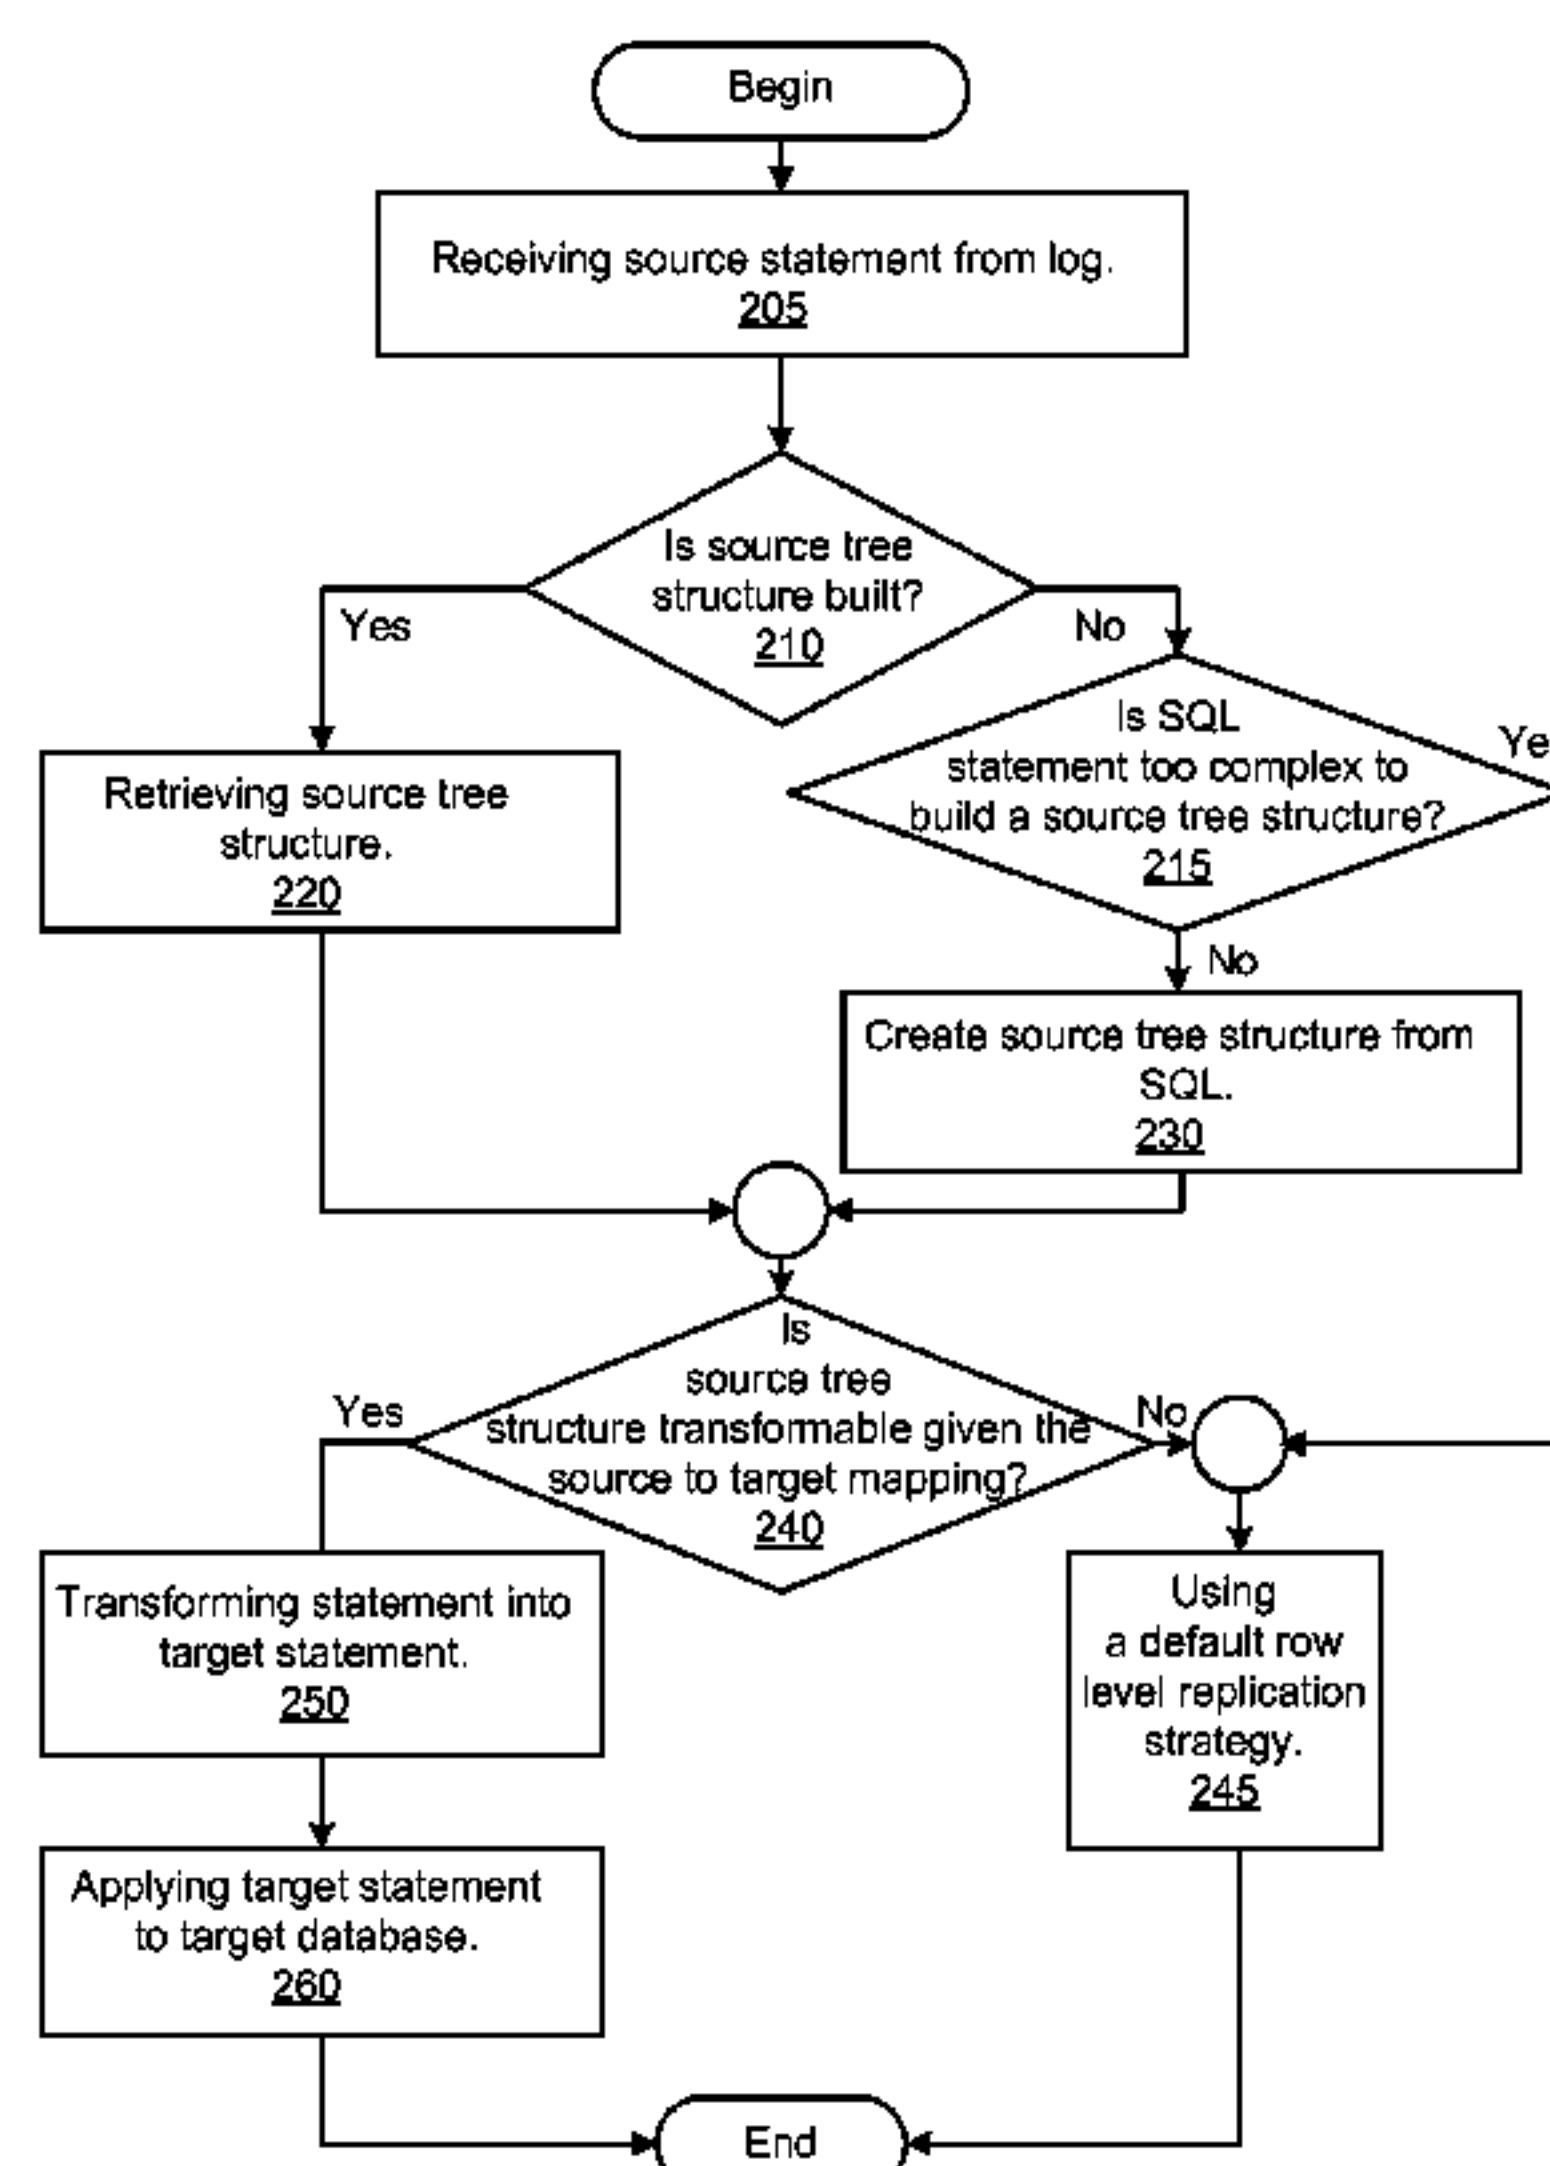 Begin
Receiving source statement from log.
205
Is source tree
structure built?
210
Yes
No
Is SQL
statement too complex to
build a source tree structure?
215
Ye
Retrieving source tree
structure.
220
No
Create source tree structure from
SQL.
230
Is
source tree
structure transformable given the
source to target mapping?
240
Yes
No
Transforming statement into
target statement.
250
Using
a default row
level replication
strategy.
245
Applying target statement
to target database.
260
End